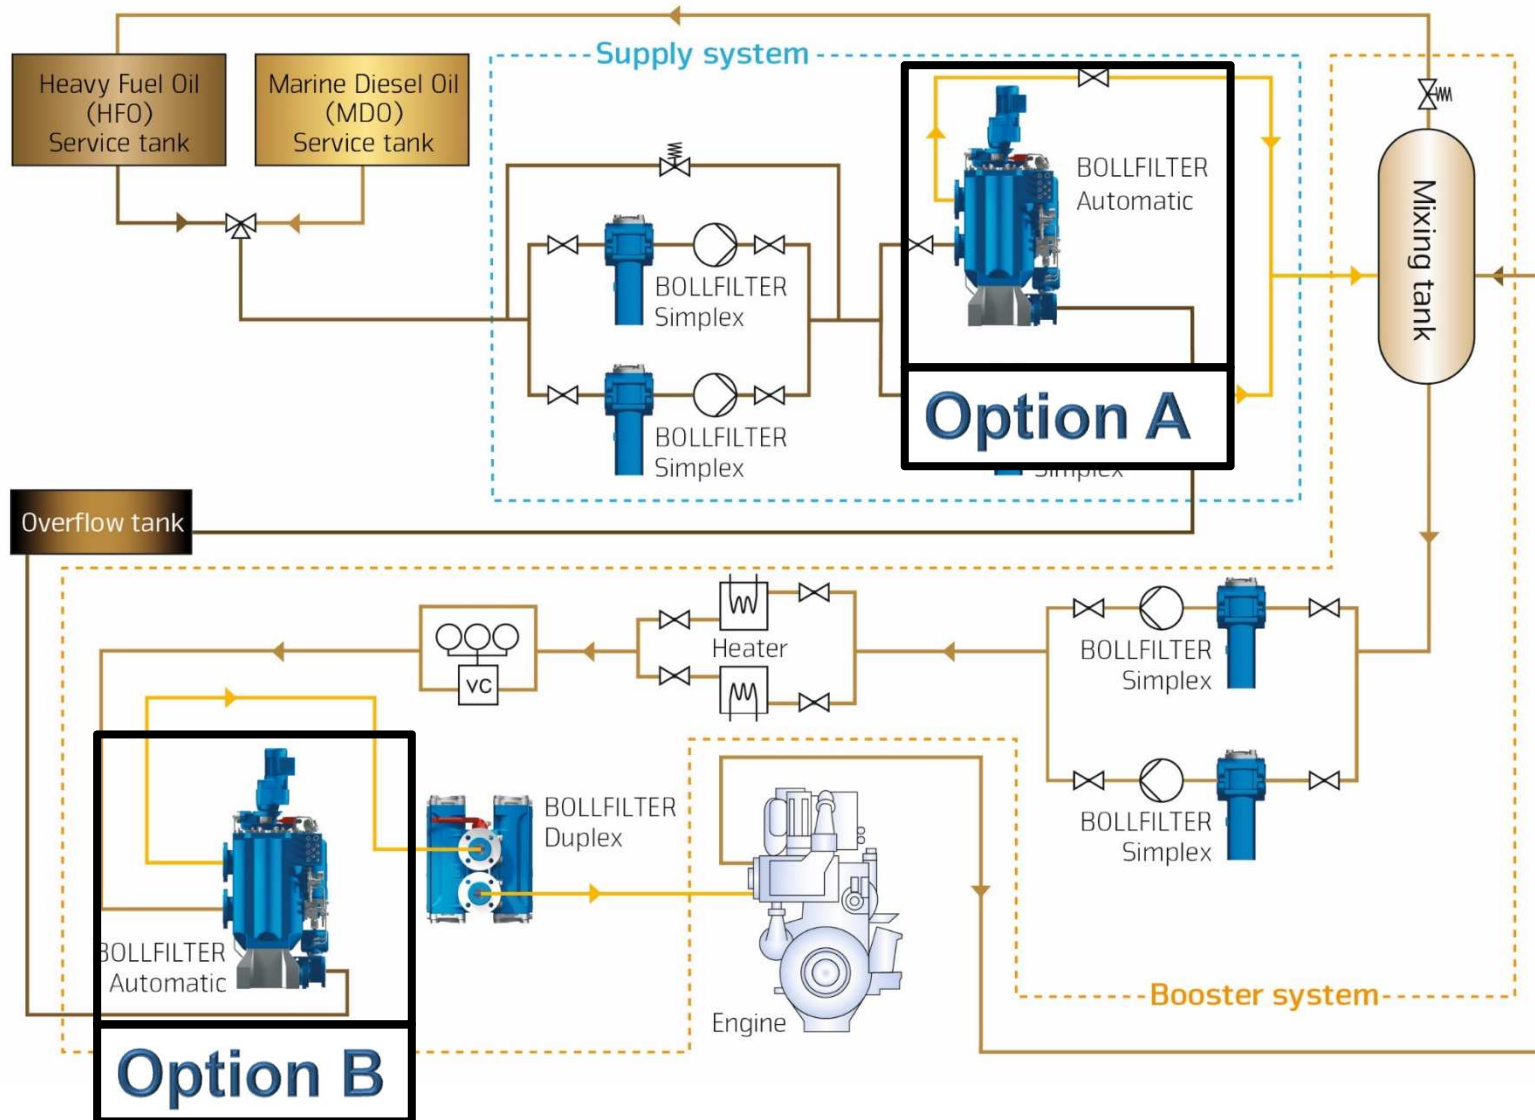 Supply system
Heavy Fuel Oil
(HFO)
Service tank
Marine Diesel Oil
(MDO)
Service tank
BOLLFILTER
Automatic
Mixing tank
BOLLFILTER
Simplex
BOLLFILTER
Simplex
Option A
Simplex
Overflow tank
Heater
VC
BOLLFILTER
Simplex
BOLLFILTER
Duplex
BOLLFILTER
Simplex
BOLLFILTER
Automatic
Engine
Booster system
Option B